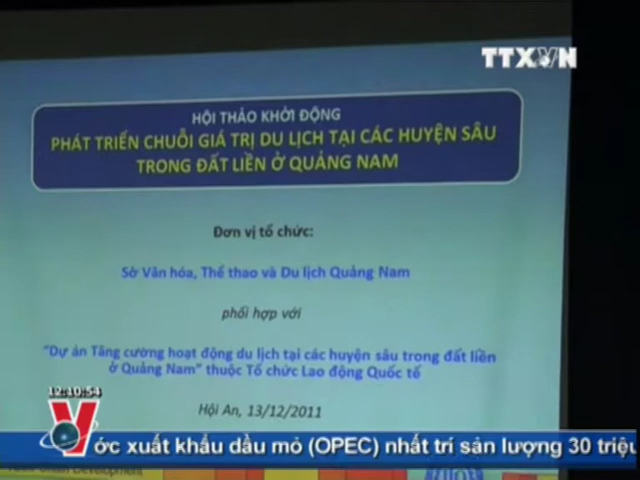 TTXVN
HỘI THẢO KHỞI ĐỘNG
PHÁT TRIỂN CHUỖI GIÁ TRỊ DU LỊCH TẠI CÁC HUYỆN SÂU
TRONG ĐẤT LIỀN Ở QUẢNG NAM
Đơn vị tổ chức:
Sở Văn hóa, Thể thao và Du lịch Quảng Nam
phối hợp với
"Dự án Tăng cường hoạt động du lịch tại các huyện sâu trong đất liền
ở Quảng Nam" thuộc Tổ chức Lao động Quốc tế
Hội An, 13/12/2011
12:10:54
V
ớc xuất khẩu dầu mỏ (OPEC) nhất trí sản lượng 30 triệu
Chain Development